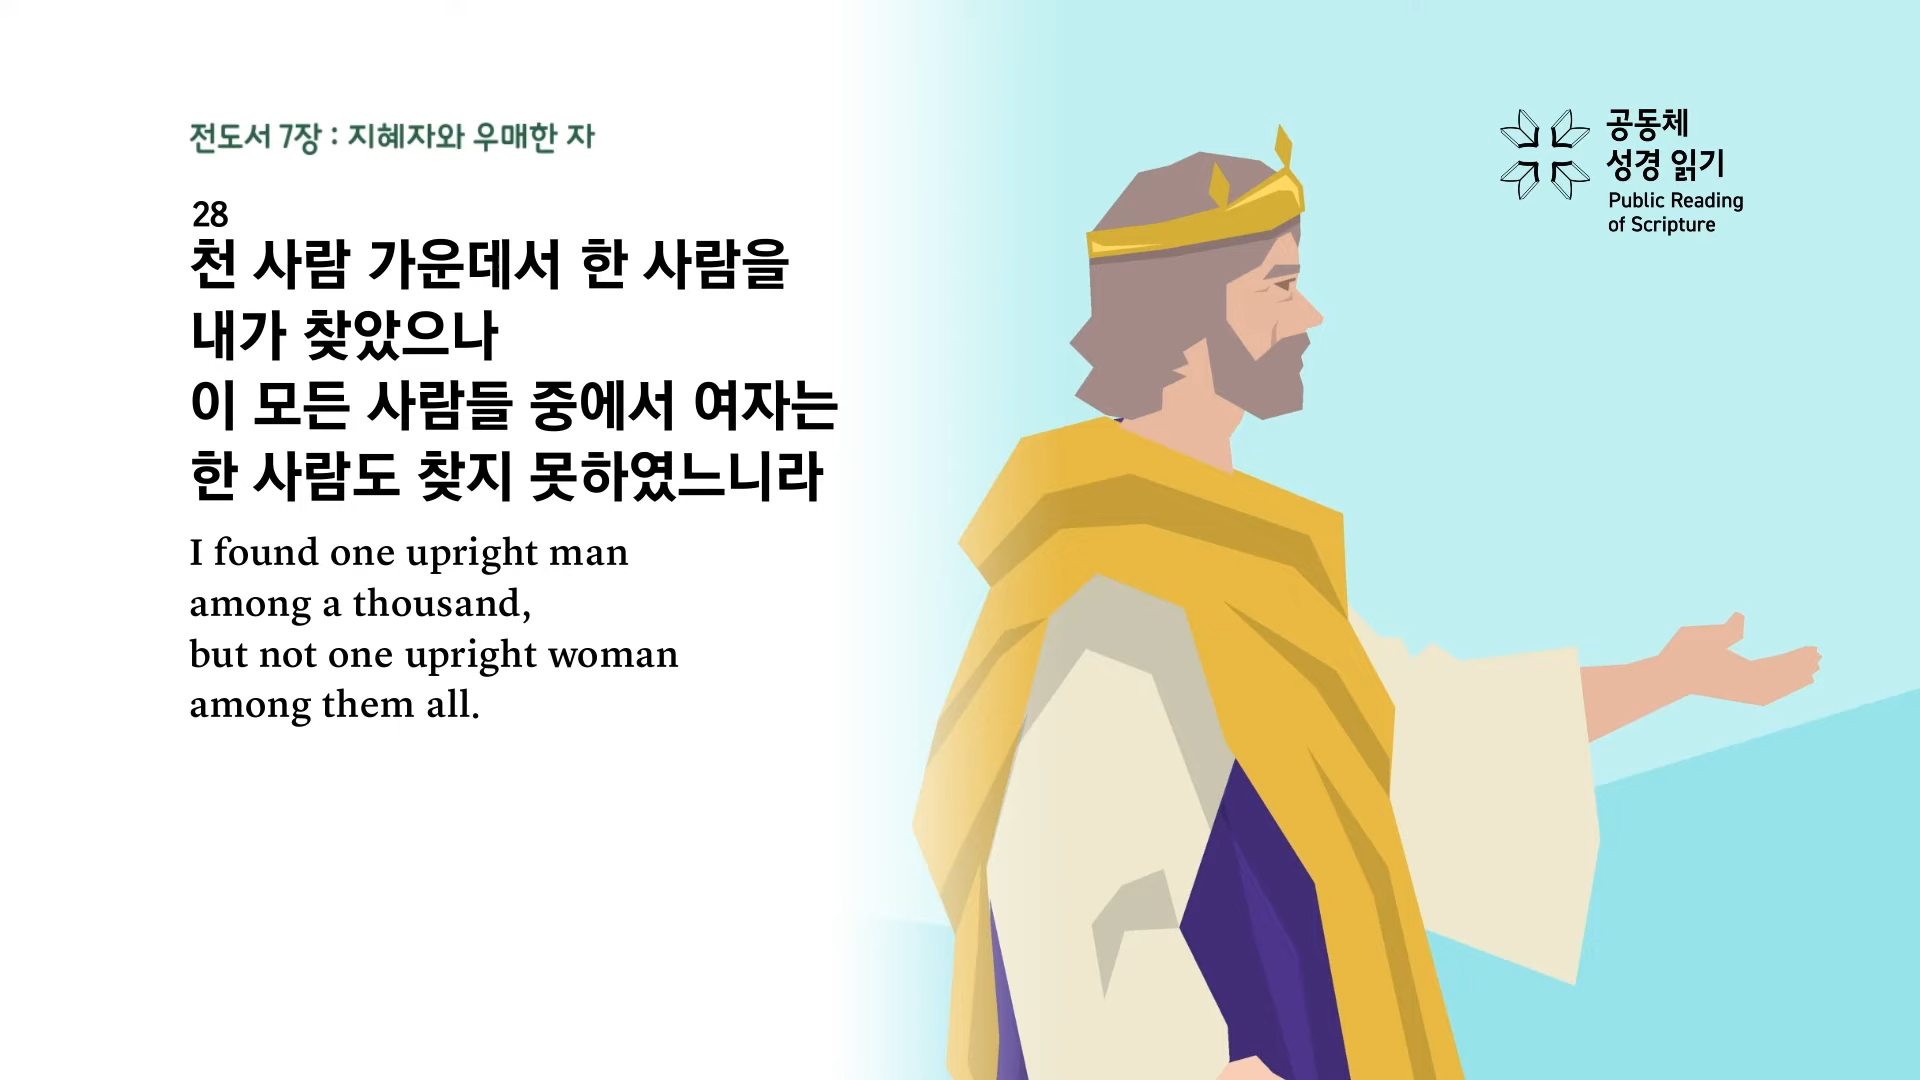 전도서 7장 : 지혜자와 우매한 자
28
천 사람 가운데서 한 사람을
내가 찾았으나
이 모든 사람들 중에서 여자는
한 사람도 찾지 못하였느니라
I found one upright man
among a thousand,
but not one upright woman
among them all.
공동체
성경 읽기
Public Reading
of Scripture